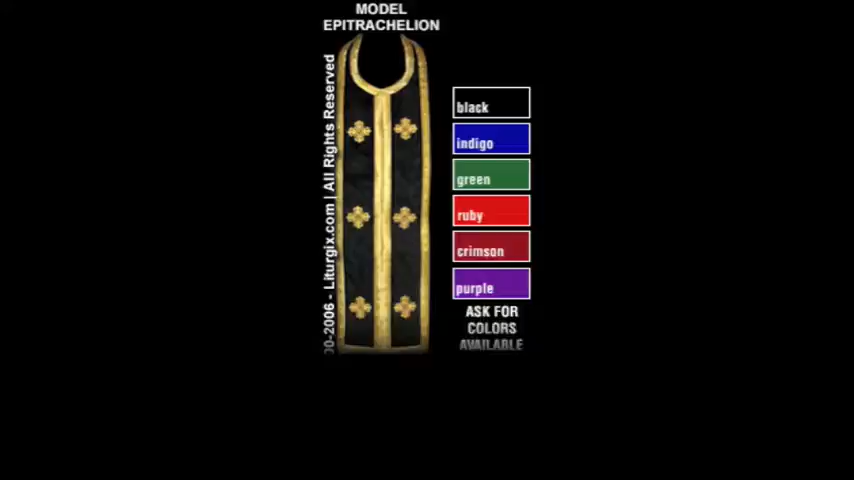 MODEL
EPITRACHELION
00-2006 - Liturgix.com | All Rights Reserved
black
indigo
green
ruby
crimson
purple
ASK FOR
COLORS
AVAILABLE